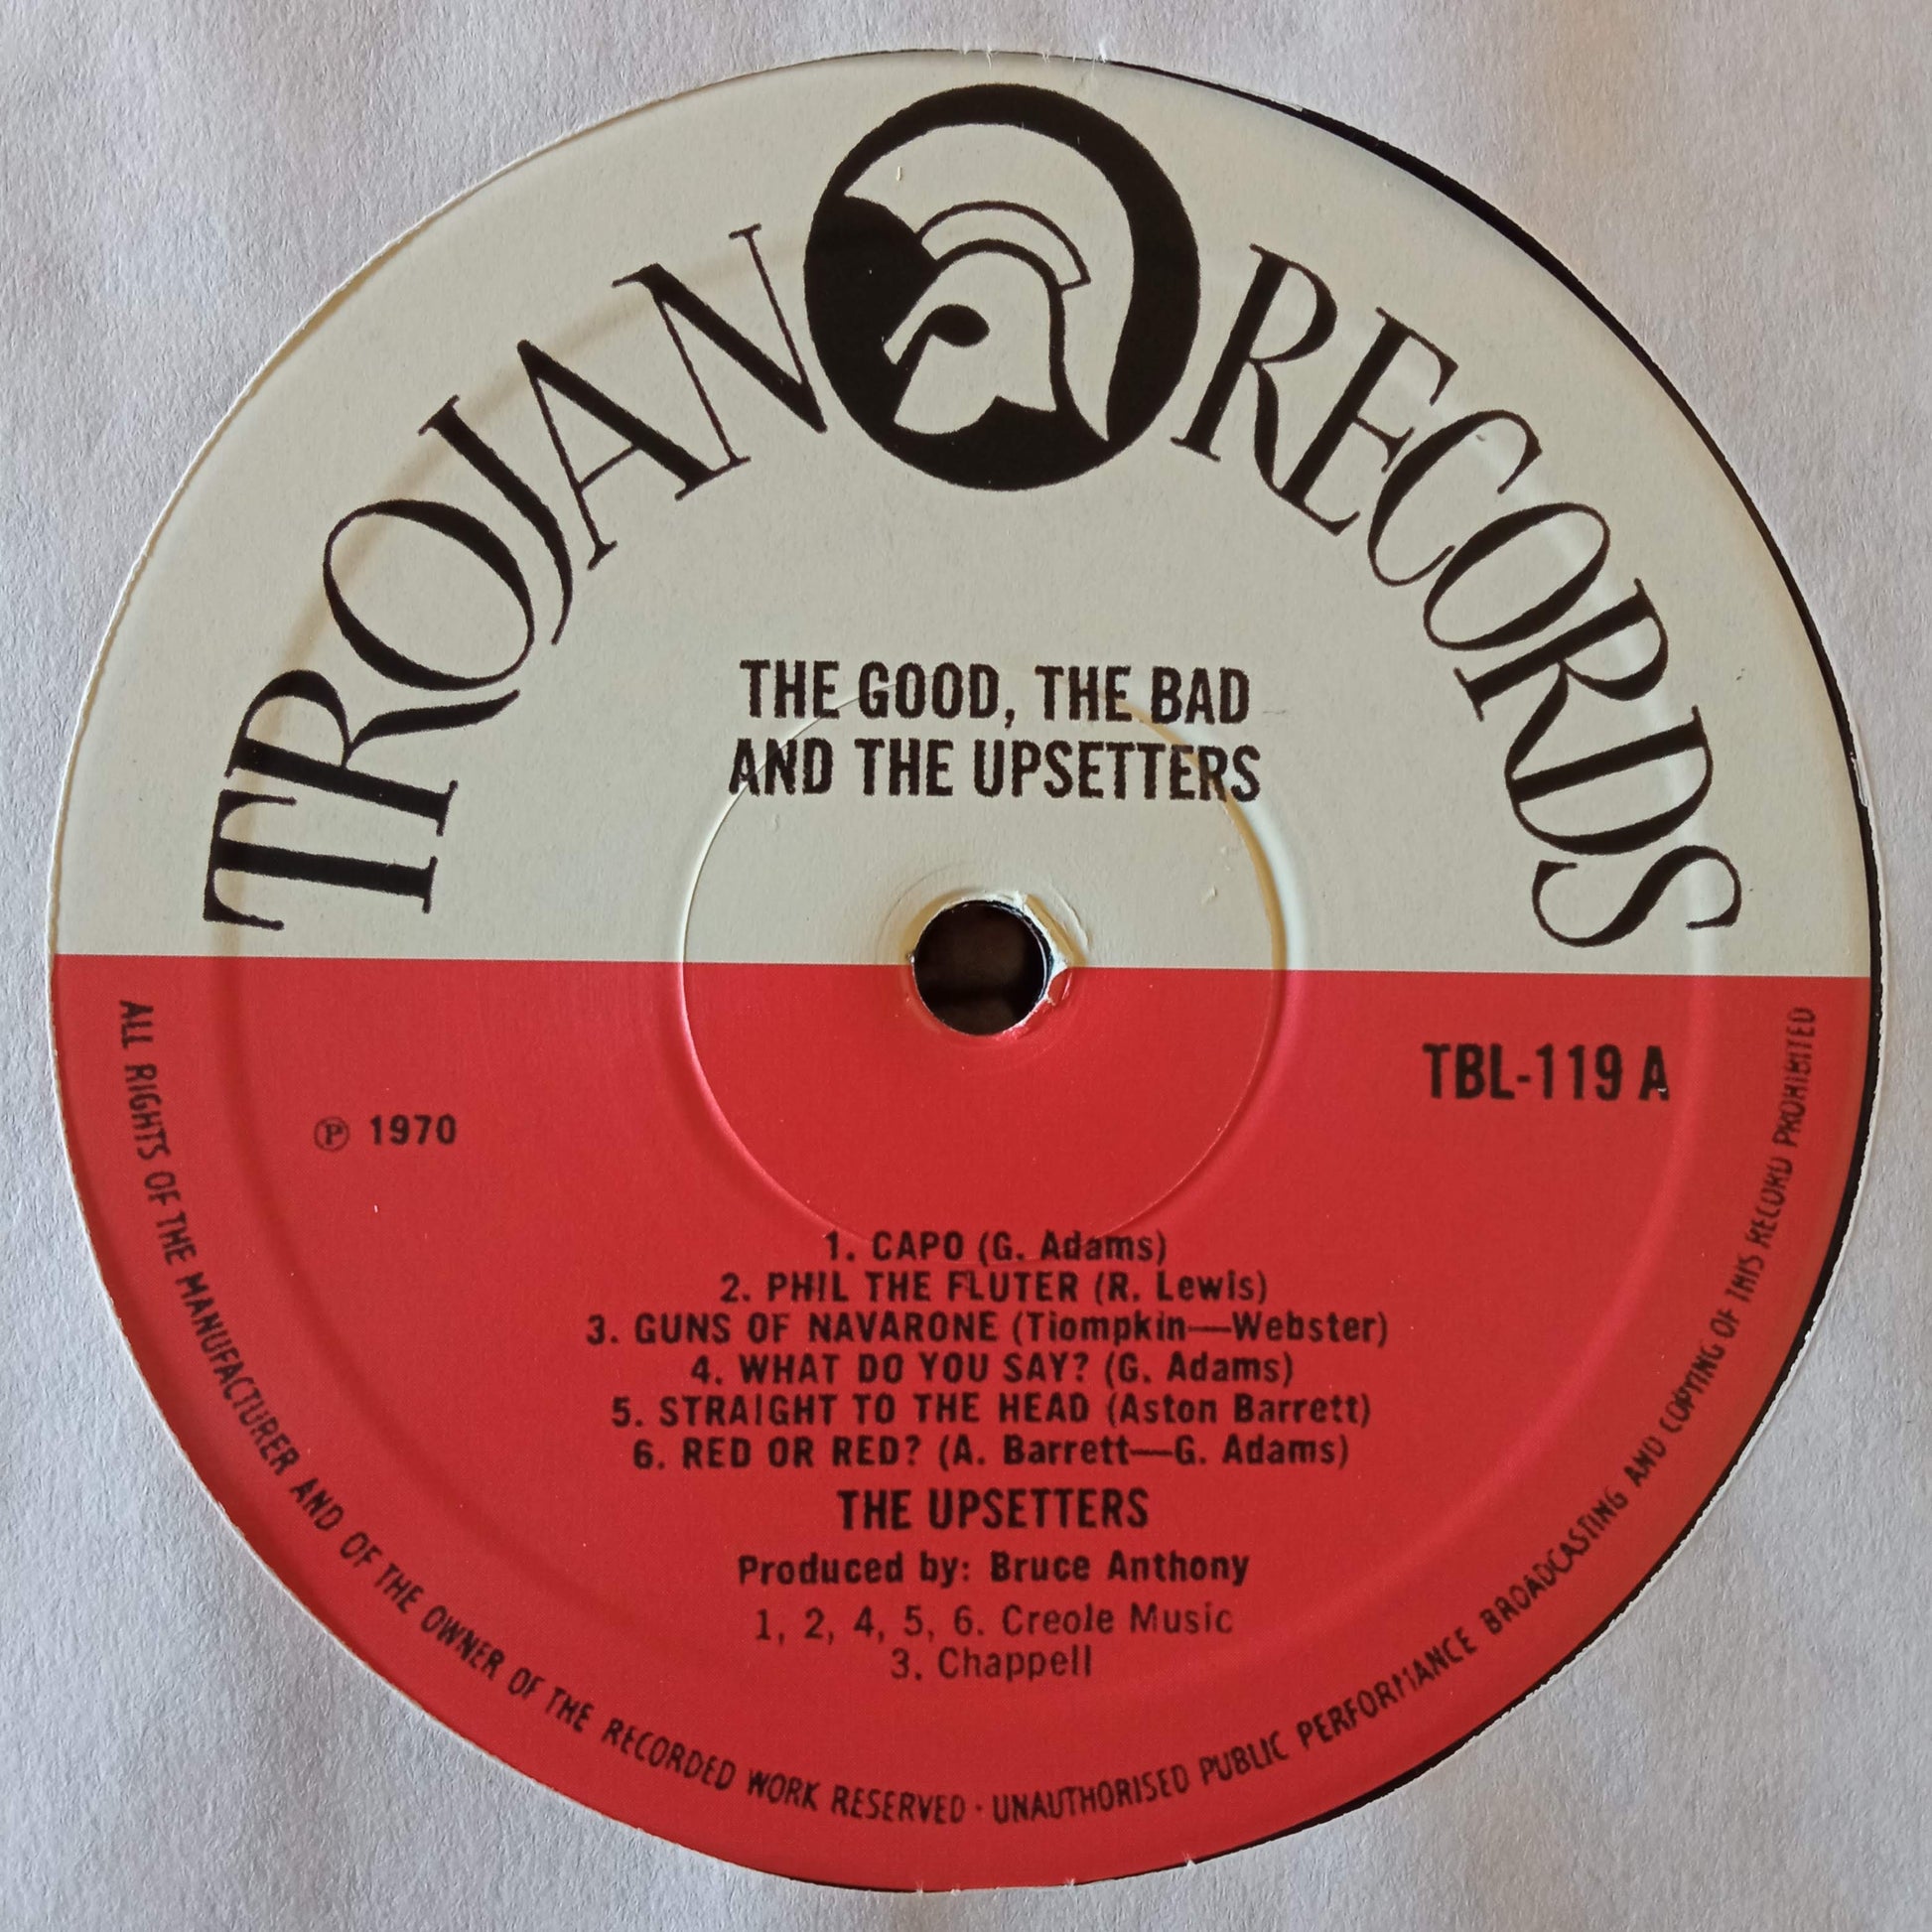 TROJAN RECORDS
THE GOOD, THE BAD
AND THE UPSETTERS
TBL-119 A
℗ 1970
1. CAPO (G. Adams)
2. PHIL THE FLUTER (R. Lewis)
3. GUNS OF NAVARONE (Tiompkin—Webster)
4. WHAT DO YOU SAY? (G. Adams)
5. STRAIGHT TO THE HEAD (Aston Barrett)
6. RED OR RED? (A. Barrett—G. Adams)
THE UPSETTERS
Produced by: Bruce Anthony
1, 2, 4, 5, 6. Creole Music
3. Chappell
ALL RIGHTS OF THE MANUFACTURER AND OF THE OWNER OF THE RECORDED WORK RESERVED · UNAUTHORISED PUBLIC PERFORMANCE BROADCASTING AND COPYING OF THIS RECORD PROHIBITED